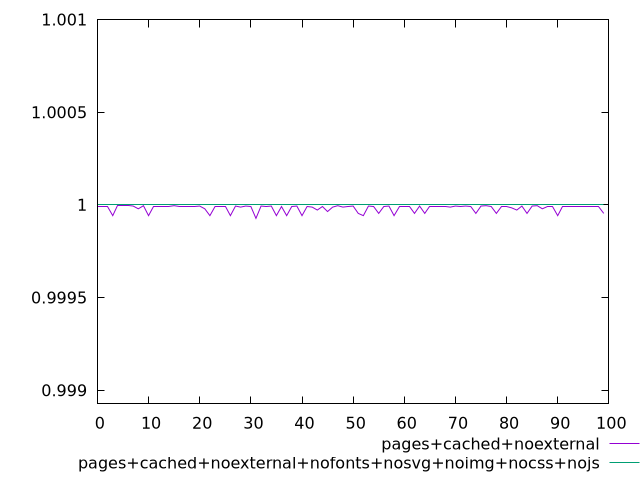 1.001
1.0005
1
0.9995
0.999
0 10 20 30 40 50 60 70 80 90 100
pages+cached+noexternal
pages+cached+noexternal+nofonts+nosvg+noimg+nocss+nojs